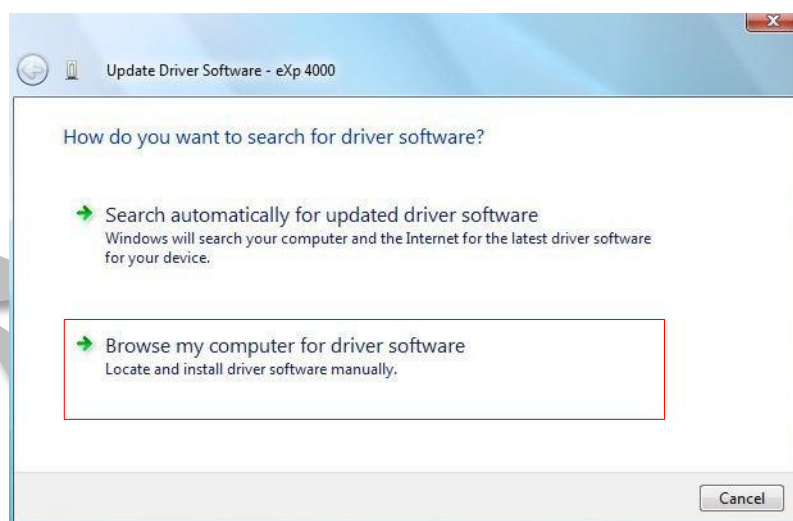 Update Driver Software - eXp 4000
How do you want to search for driver software?
Search automatically for updated driver software
Windows will search your computer and the Internet for the latest driver software
for your device.
Browse my computer for driver software
Locate and install driver software manually.
Cancel